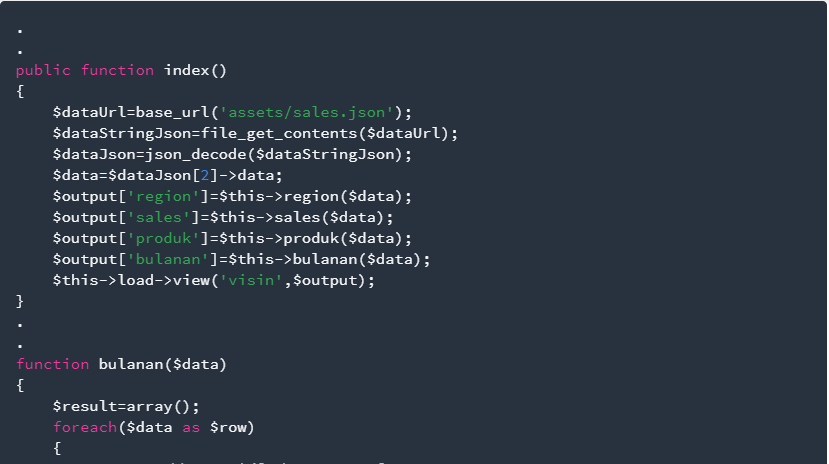 .
.
public function index()
{
    $dataUrl=base_url('assets/sales.json');
    $dataStringJson=file_get_contents($dataUrl);
    $dataJson=json_decode($dataStringJson);
    $data=$dataJson[2]->data;
    $output['region']=$this->region($data);
    $output['sales']=$this->sales($data);
    $output['produk']=$this->produk($data);
    $output['bulanan']=$this->bulanan($data);
    $this->load->view('visin',$output);
}
.
.
function bulanan($data)
{
    $result=array();
    foreach($data as $row)
    {